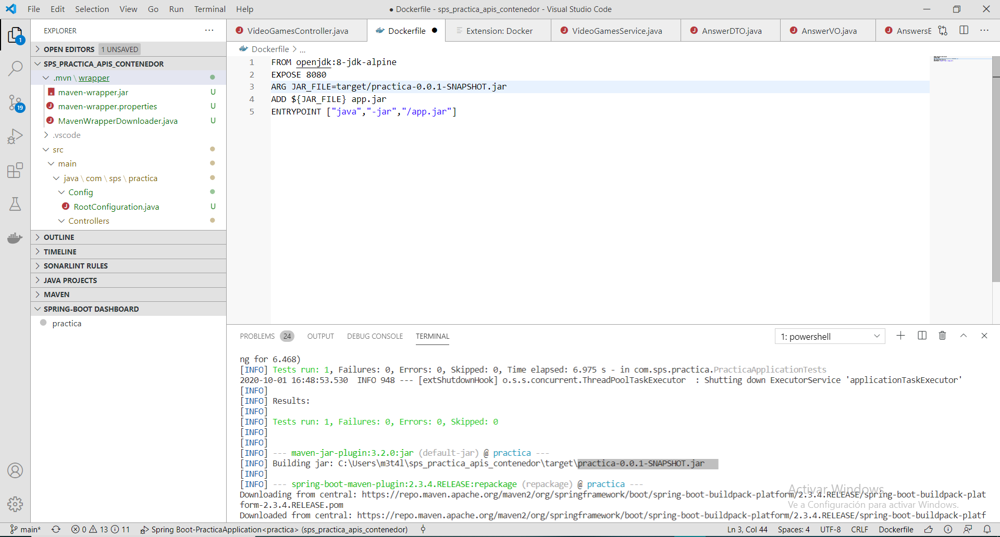 File Edit Selection View Go Run Terminal Help
● Dockerfile - sps_practica_apis_contenedor - Visual Studio Code
EXPLORER ···
VideoGamesController.java
Dockerfile ●
Extension: Docker
VideoGamesService.java
AnswerDTO.java
AnswerVO.java
AnswersE
1
19
OPEN EDITORS 1 UNSAVED
SPS_PRACTICA_APIS_CONTENEDOR
.mvn \ wrapper
maven-wrapper.jar U
maven-wrapper.properties U
MavenWrapperDownloader.java U
.vscode
src
main
java \ com \ sps \ practica
Config
RootConfiguration.java U
Controllers
OUTLINE
TIMELINE
SONARLINT RULES
JAVA PROJECTS
MAVEN
SPRING-BOOT DASHBOARD
practica
Dockerfile > ...
1 FROM openjdk:8-jdk-alpine
2 EXPOSE 8080
3 ARG JAR_FILE=target/practica-0.0.1-SNAPSHOT.jar
4 ADD ${JAR_FILE} app.jar
5 ENTRYPOINT ["java","-jar","/app.jar"]
PROBLEMS 24 OUTPUT DEBUG CONSOLE TERMINAL 1: powershell
ng for 6.468)
[INFO] Tests run: 1, Failures: 0, Errors: 0, Skipped: 0, Time elapsed: 6.975 s - in com.sps.practica.PracticaApplicationTests
2020-10-01 16:48:53.530  INFO 948 --- [extShutdownHook] o.s.s.concurrent.ThreadPoolTaskExecutor  : Shutting down ExecutorService 'applicationTaskExecutor'
[INFO]
[INFO] Results:
[INFO]
[INFO] Tests run: 1, Failures: 0, Errors: 0, Skipped: 0
[INFO]
[INFO]
[INFO] --- maven-jar-plugin:3.2.0:jar (default-jar) @ practica ---
[INFO] Building jar: C:\Users\m3t4l\sps_practica_apis_contenedor\target\practica-0.0.1-SNAPSHOT.jar
[INFO]
[INFO] --- spring-boot-maven-plugin:2.3.4.RELEASE:repackage (repackage) @ practica ---
Downloading from central: https://repo.maven.apache.org/maven2/org/springframework/boot/spring-boot-buildpack-platform/2.3.4.RELEASE/spring-boot-buildpack-plat
form-2.3.4.RELEASE.pom
Downloaded from central: https://repo.maven.apache.org/maven2/org/springframework/boot/spring-boot-buildpack-platform/2.3.4.RELEASE/spring-boot-buildpack-platf
Activar Windows
Ve a Configuración para activar Windows.
main* 0 13 11 Spring Boot-PracticaApplication<practica> (sps_practica_apis_contenedor) Ln 3, Col 44 Spaces: 4 UTF-8 CRLF Dockerfile